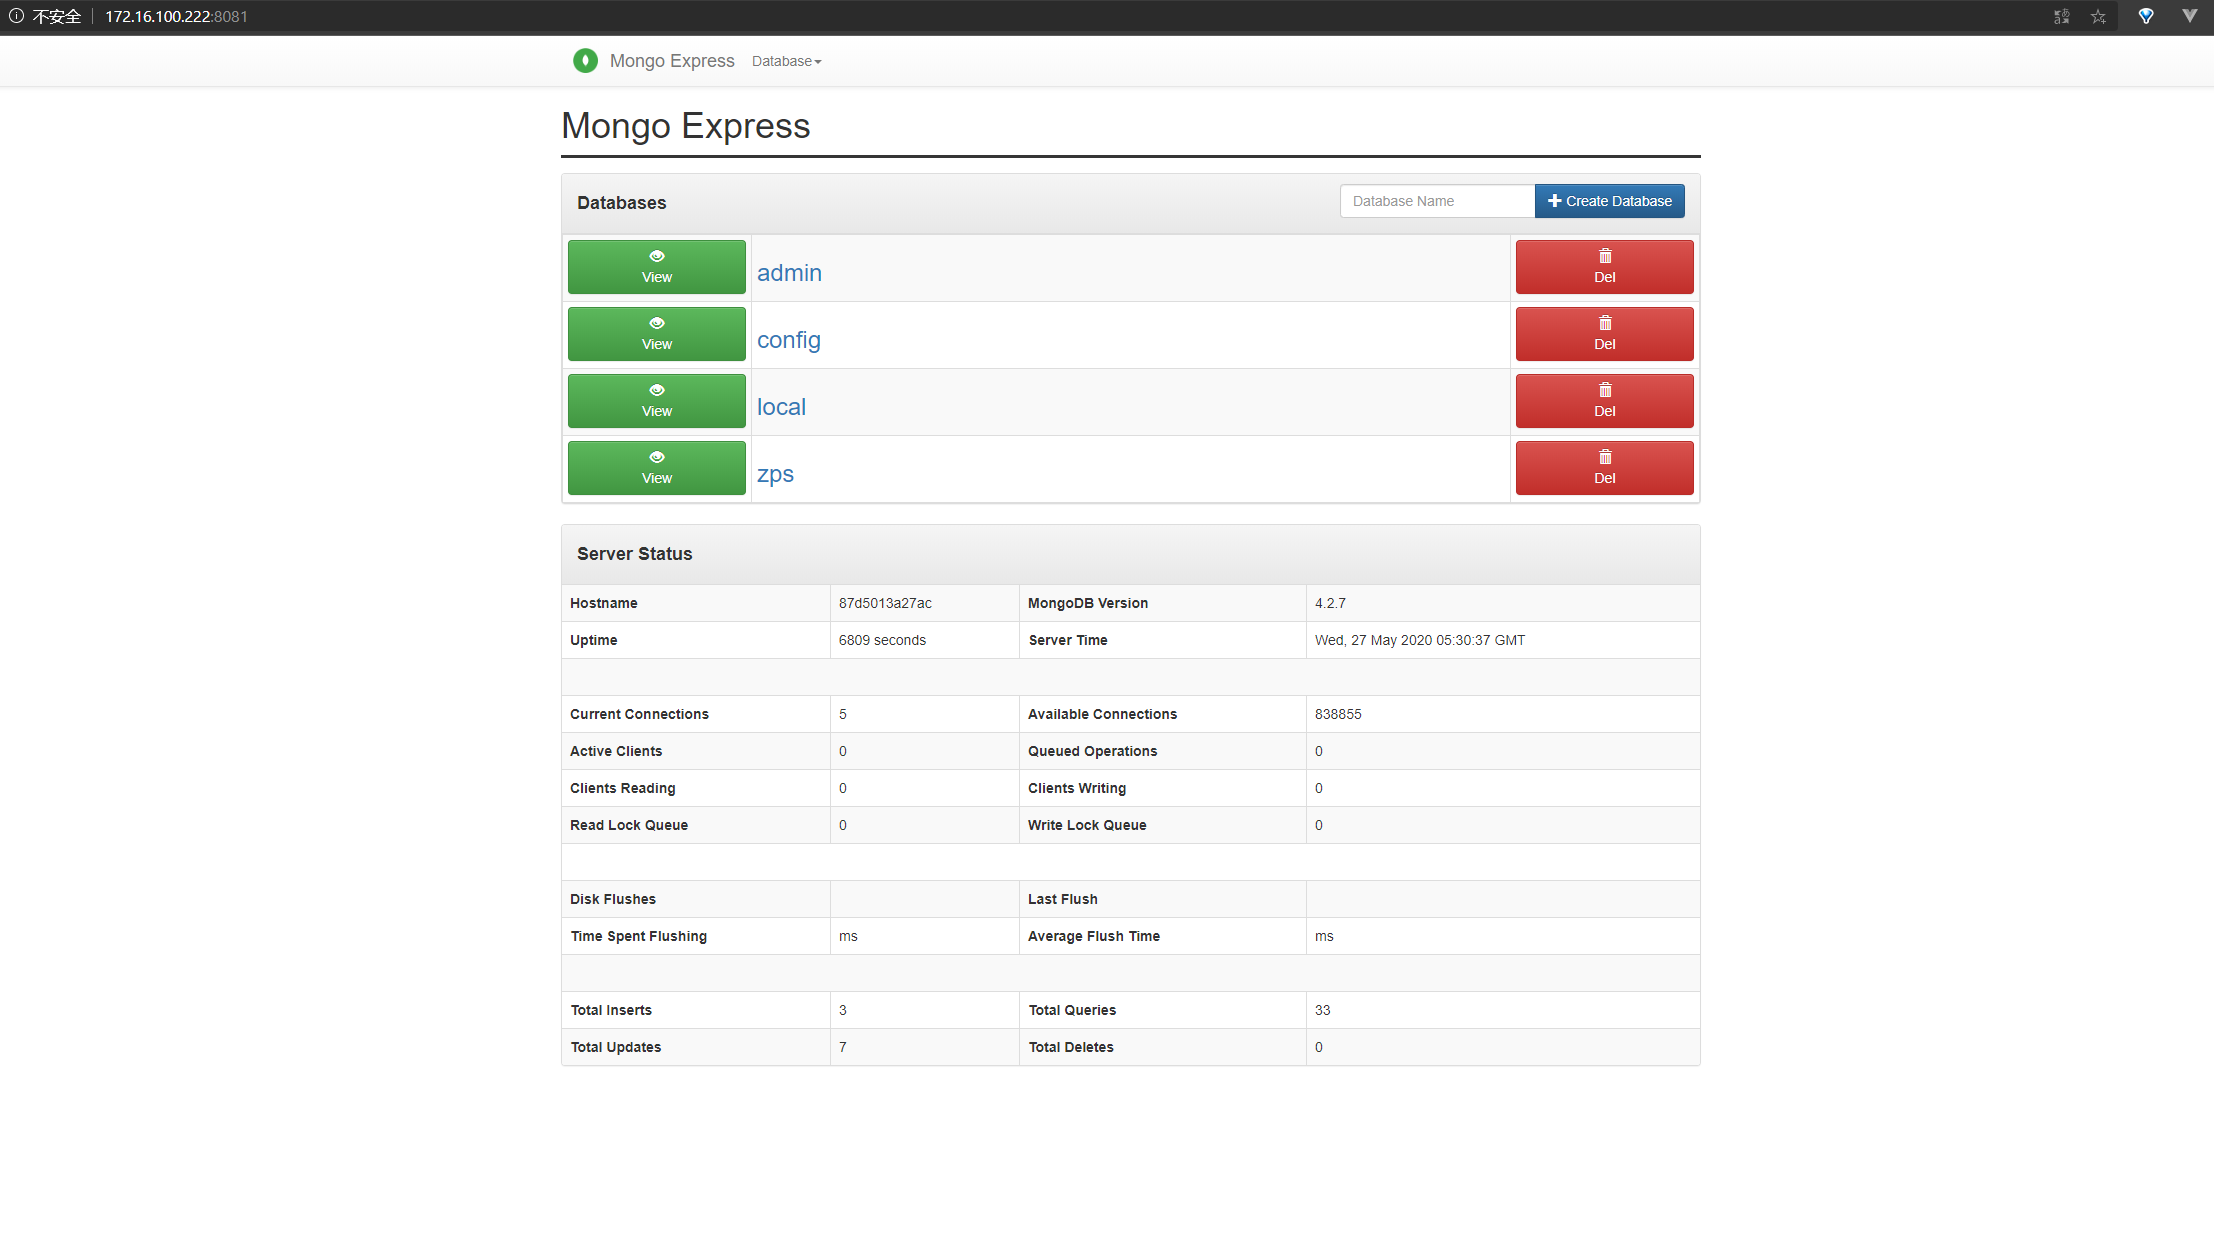 不安全 172.16.100.222:8081
Mongo Express Database
Mongo Express
Databases Database Name Create Database
View admin Del
View config Del
View local Del
View zps Del
Server Status
Hostname 87d5013a27ac MongoDB Version 4.2.7
Uptime 6809 seconds Server Time Wed, 27 May 2020 05:30:37 GMT
Current Connections 5 Available Connections 838855
Active Clients 0 Queued Operations 0
Clients Reading 0 Clients Writing 0
Read Lock Queue 0 Write Lock Queue 0
Disk Flushes Last Flush
Time Spent Flushing ms Average Flush Time ms
Total Inserts 3 Total Queries 33
Total Updates 7 Total Deletes 0